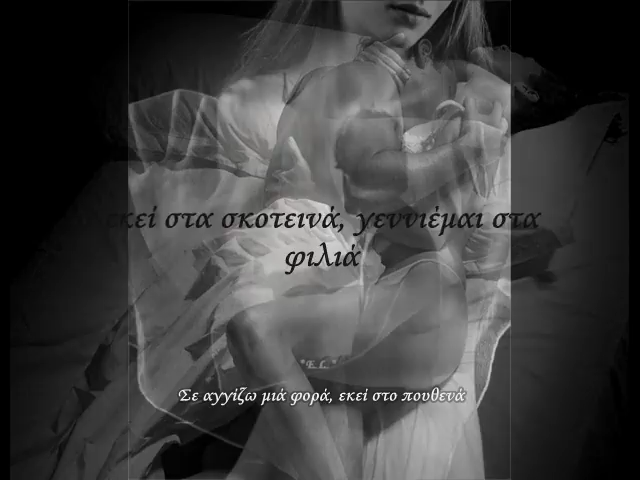 εκεί στα σκοτεινά, γεννιέμαι στα
φιλιά
*E.L.*
Σε αγγίζω μιά φορά, εκεί στο πουθενά